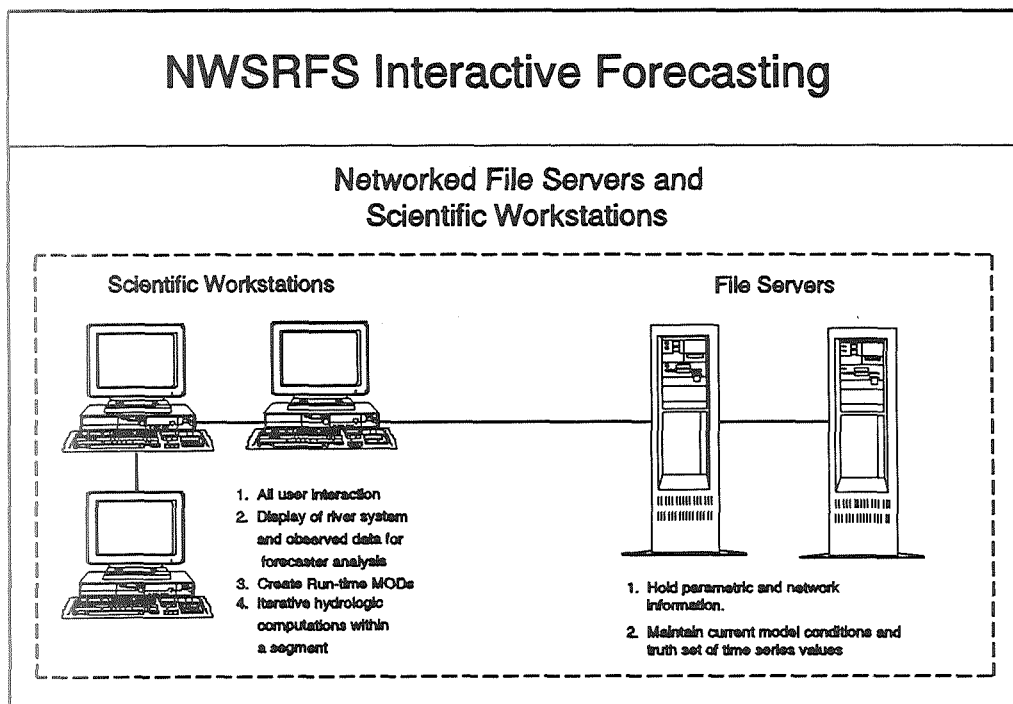 NWSRFS Interactive Forecasting
Networked File Servers and
Scientific Workstations
Scientific Workstations
1. All user interaction
2. Display of river system
and observed data for
forecaster analysis
3. Create Run-time MODs
4. Iterative hydrologic
computations within
a segment
File Servers
1. Hold parametric and network
information.
2. Maintain current model conditions and
truth set of time series values